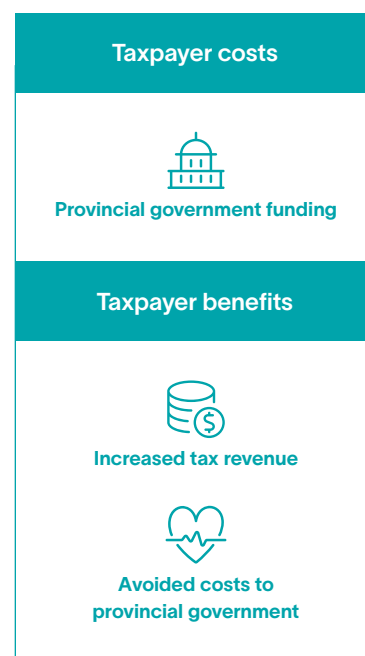 Taxpayer costs
Provincial government funding
Taxpayer benefits
$
Increased tax revenue
Avoided costs to
provincial government